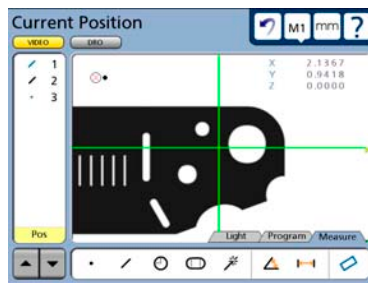 Current Position
M1 mm ?
VIDEO DRO
1
2
3
X 2.1367
Y 0.9418
Z 0.0000
Pos
Light Program Measure